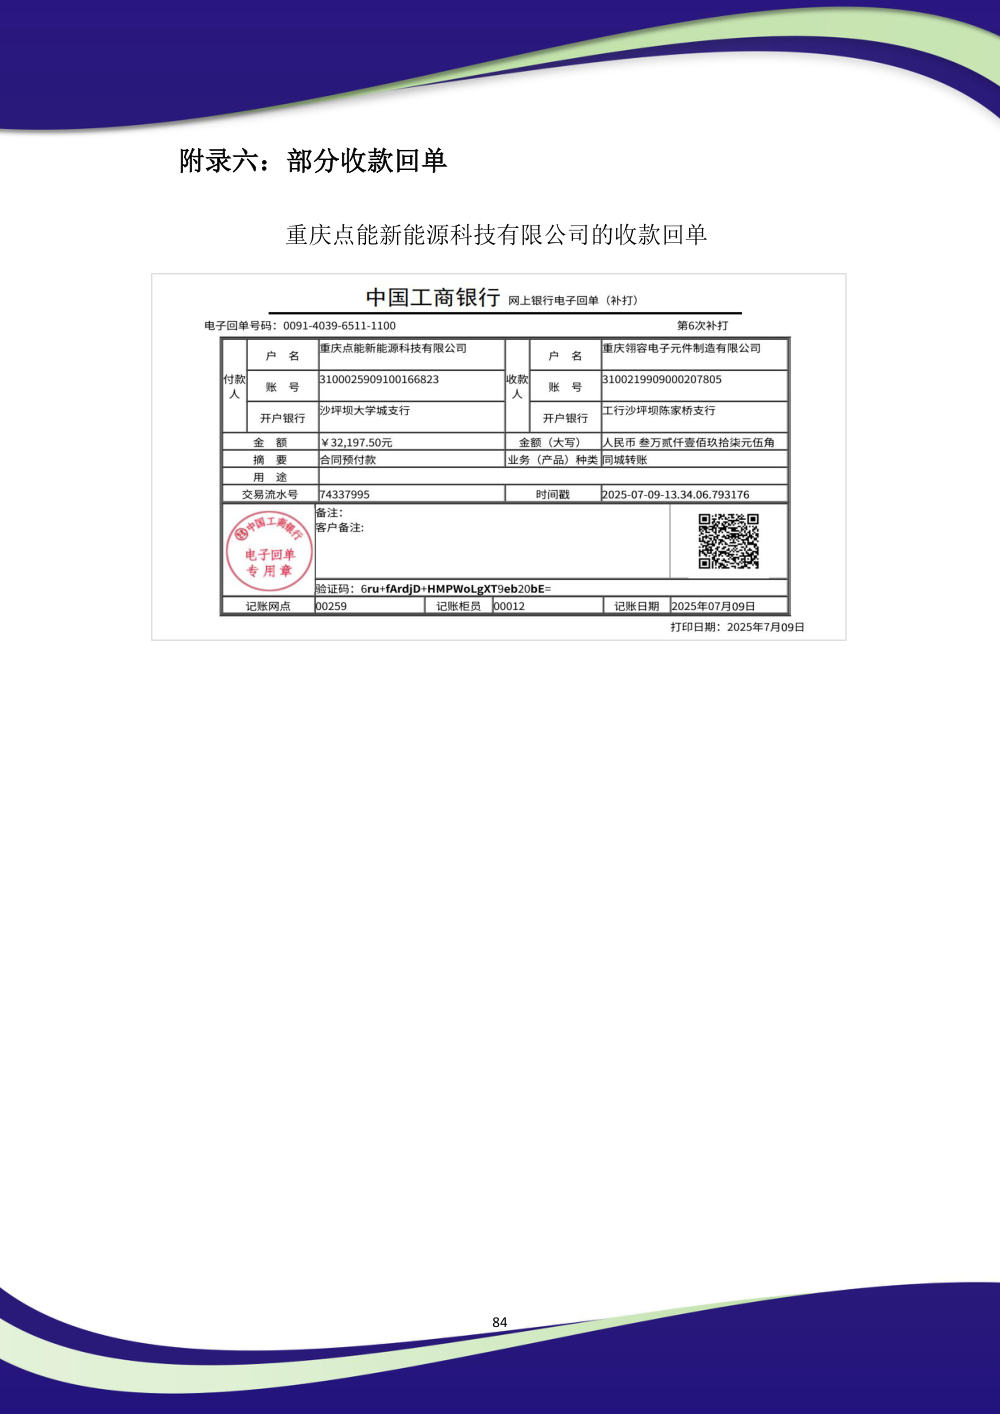 附录六：部分收款回单
重庆点能新能源科技有限公司的收款回单
中国工商银行 网上银行电子回单（补打）
电子回单号码：0091-4039-6511-1100 第6次补打
付款人 户 名 重庆点能新能源科技有限公司 收款人 户 名 重庆翎容电子元件制造有限公司
账 号 3100025909100166823 账 号 3100219909000207805
开户银行 沙坪坝大学城支行 开户银行 工行沙坪坝陈家桥支行
金 额 ￥32,197.50元 金额（大写） 人民币 叁万贰仟壹佰玖拾柒元伍角
摘 要 合同预付款 业务（产品）种类 同城转账
用 途
交易流水号 74337995 时间戳 2025-07-09-13.34.06.793176
中国工商银行
电子回单
专用章
备注：
客户备注:
验证码：6ru+fArdjD+HMPWoLgXT9eb20bE=
记账网点 00259 记账柜员 00012 记账日期 2025年07月09日
打印日期：2025年7月09日
84